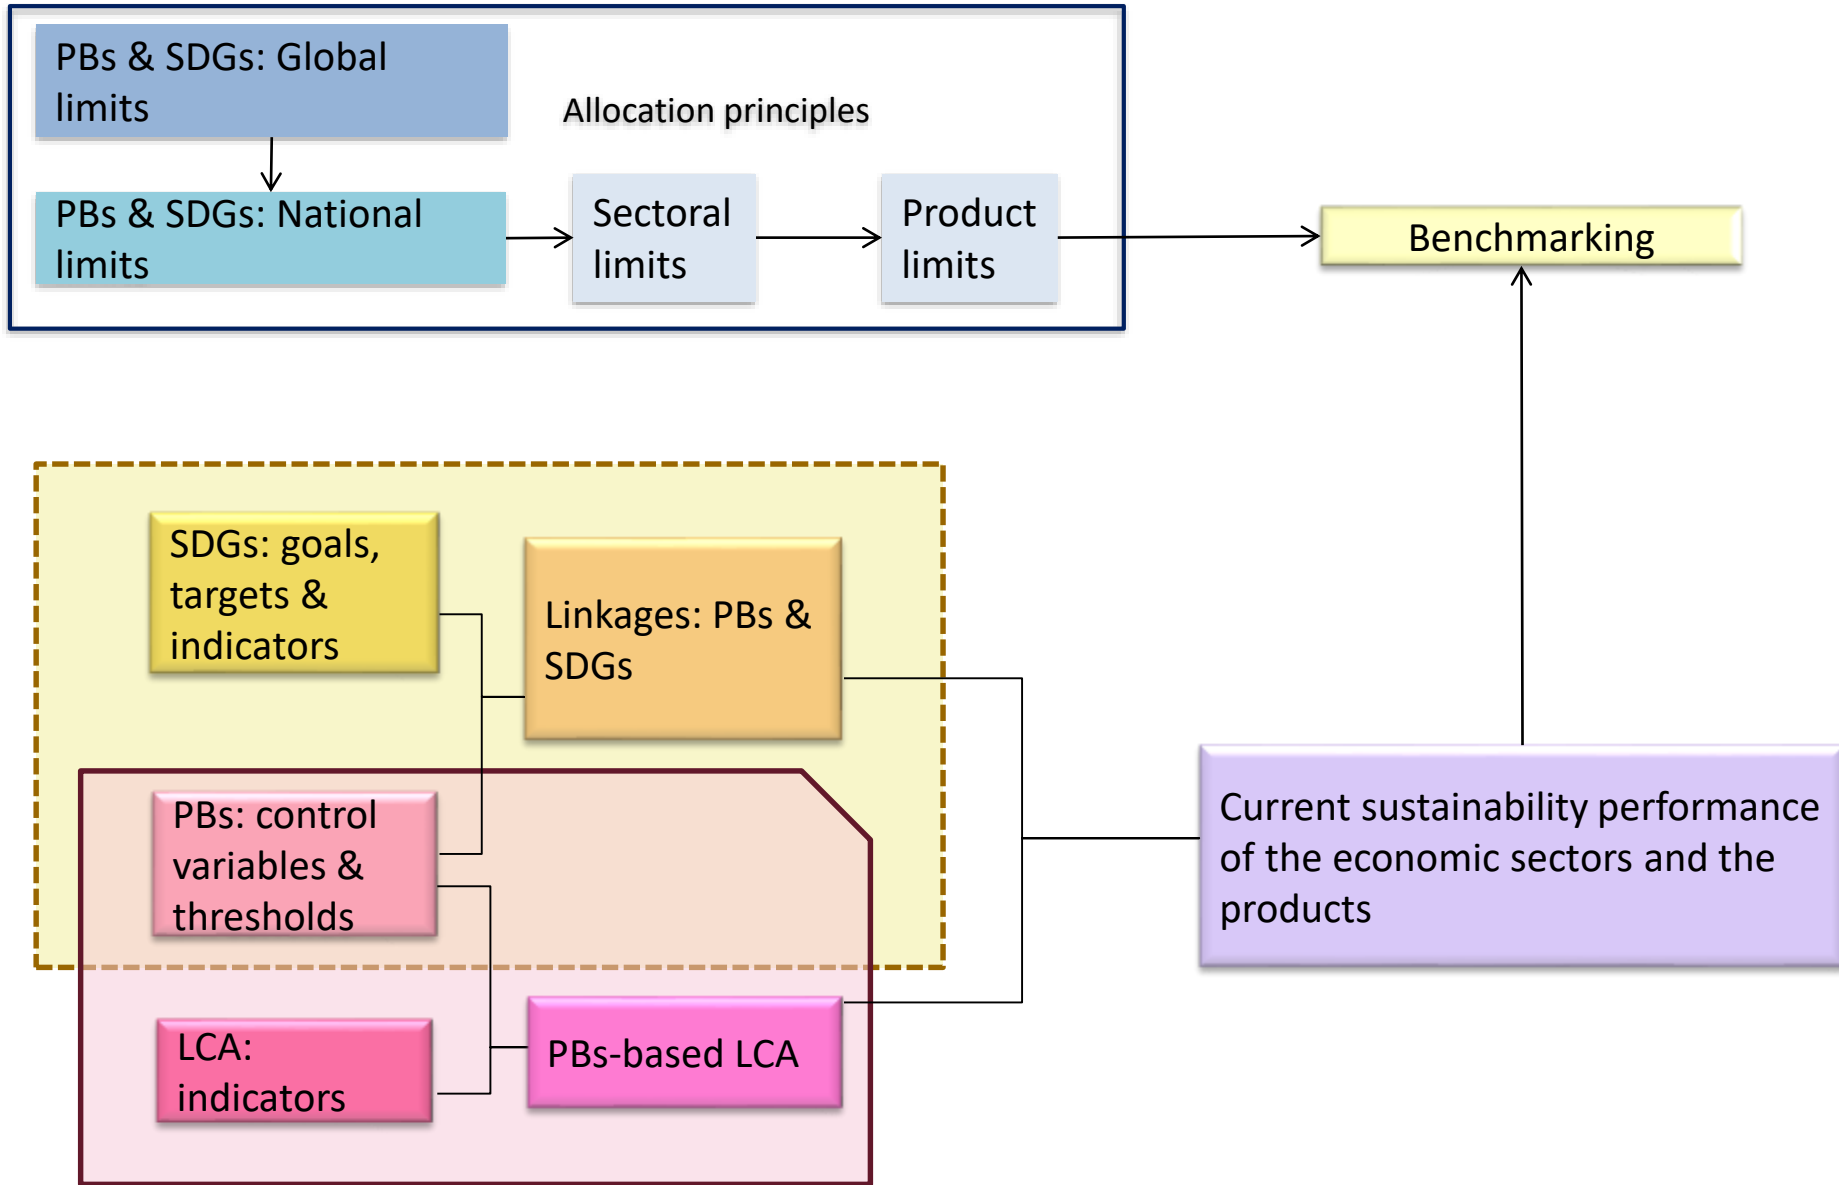 PBs & SDGs: Global
limits
Allocation principles
PBs & SDGs: National
limits
Sectoral
limits
Product
limits
Benchmarking
SDGs: goals,
targets &
indicators
Linkages: PBs &
SDGs
PBs: control
variables &
thresholds
LCA:
indicators
PBs-based LCA
Current sustainability performance
of the economic sectors and the
products